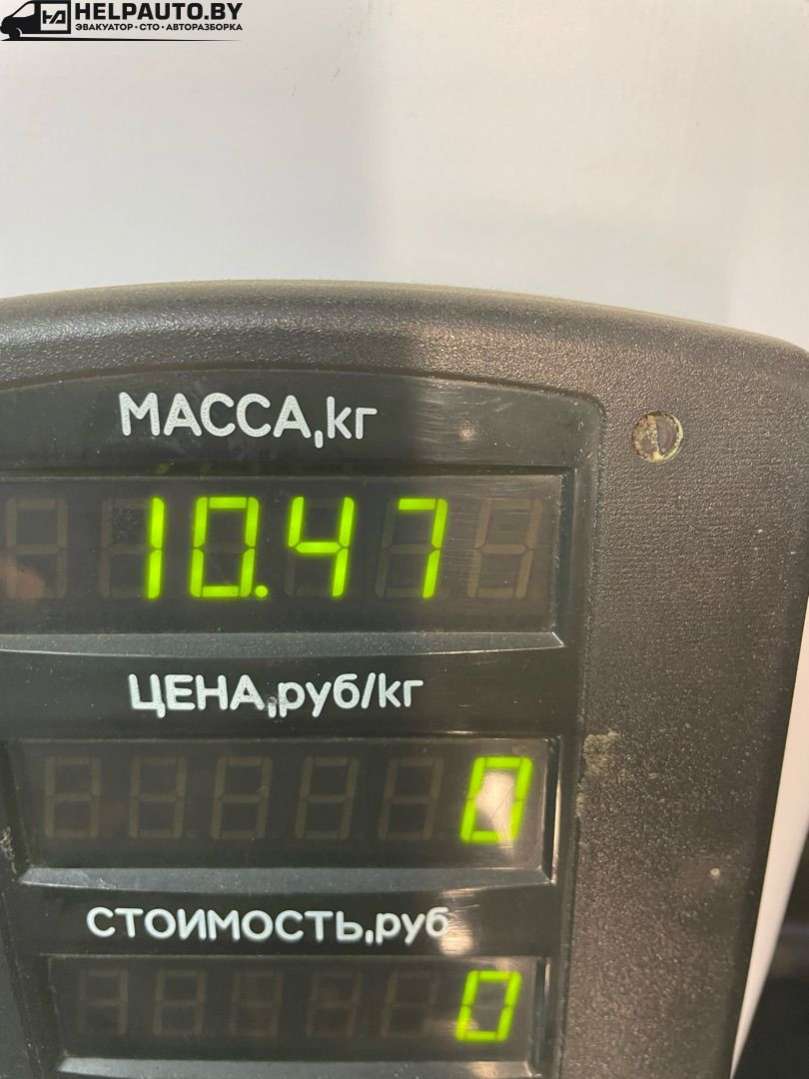 HELPAUTO.BY
ЭВАКУАТОР · СТО · АВТОРАЗБОРКА
МАССА,кг
10.47
ЦЕНА,руб/кг
0
СТОИМОСТЬ,руб
0